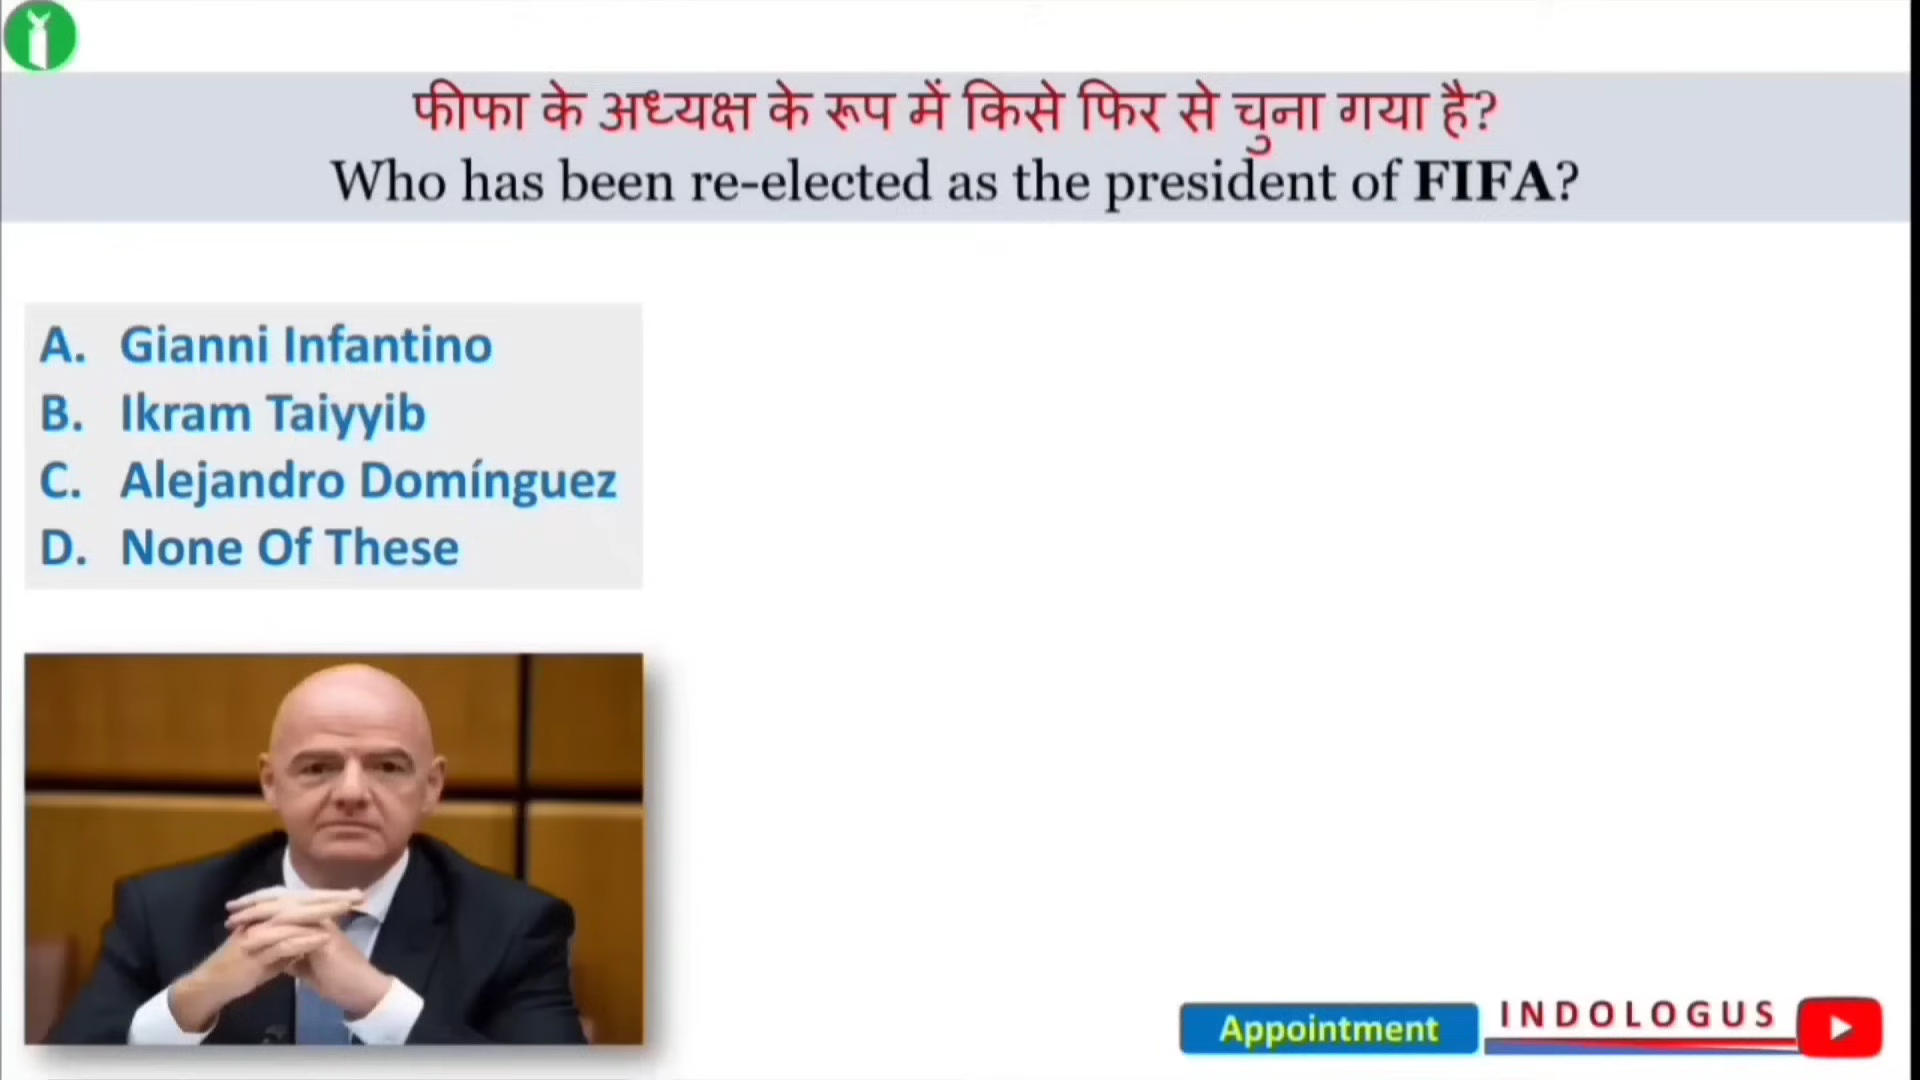 फीफा के अध्यक्ष के रूप में किसे फिर से चुना गया है?
Who has been re-elected as the president of FIFA?
A. Gianni Infantino
B. Ikram Taiyyib
C. Alejandro Domínguez
D. None Of These
Appointment
INDOLOGUS